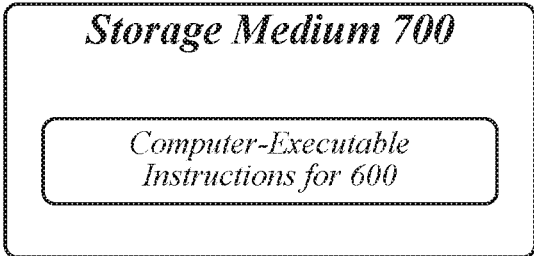 Storage Medium 700
Computer-Executable
Instructions for 600